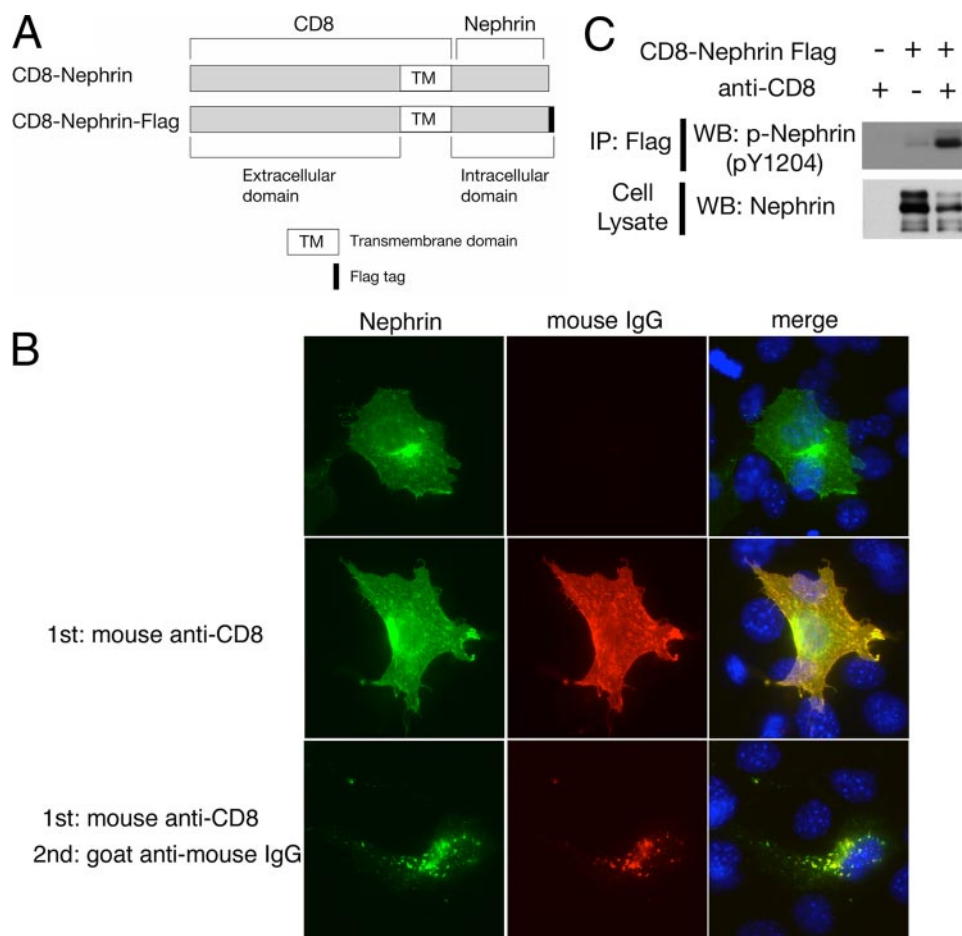 A
CD8
Nephrin
CD8-Nephrin
TM
CD8-Nephrin-Flag
TM
Extracellular
domain
Intracellular
domain
TM
Transmembrane domain
Flag tag
C
CD8-Nephrin Flag - + +
anti-CD8 + - +
IP: Flag
WB: p-Nephrin
(pY1204)
Cell
Lysate
WB: Nephrin
B
Nephrin
mouse IgG
merge
1st: mouse anti-CD8
1st: mouse anti-CD8
2nd: goat anti-mouse IgG